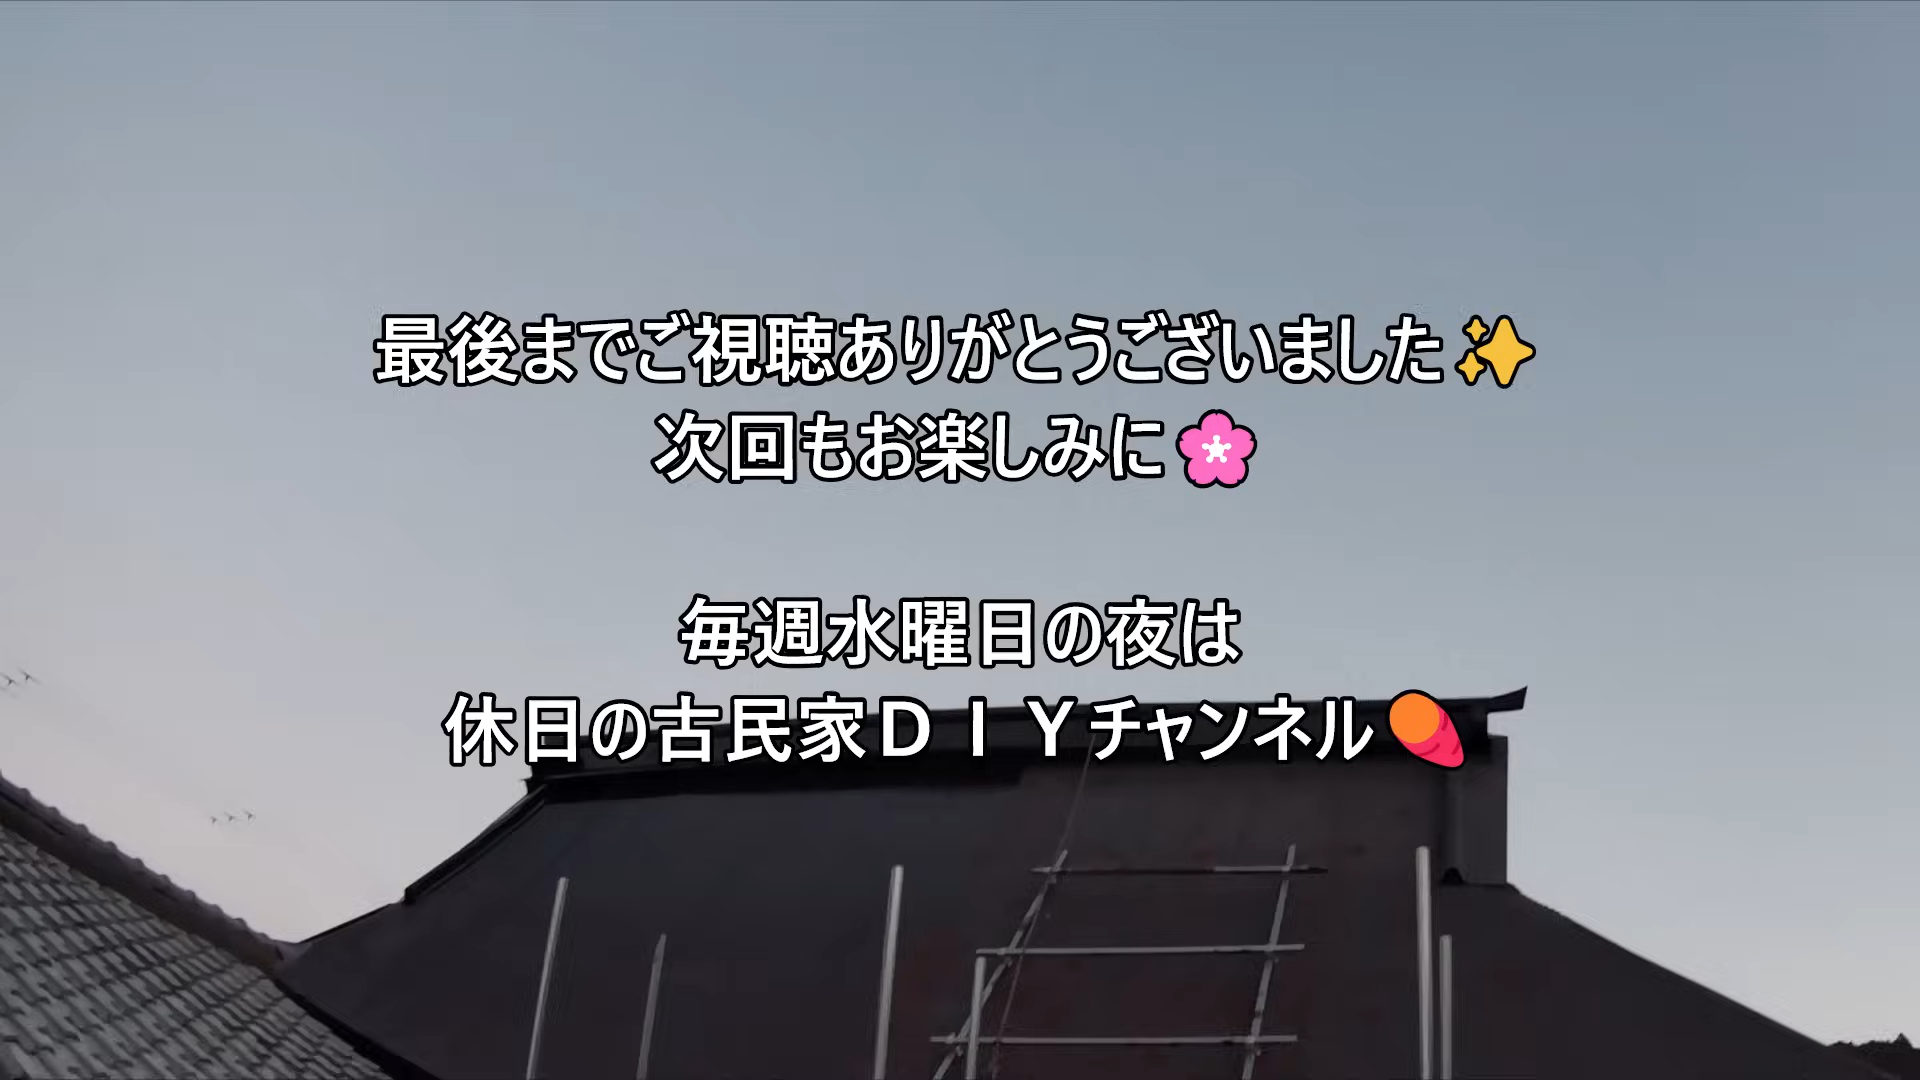 最後までご視聴ありがとうございました✨
次回もお楽しみに🌸
毎週水曜日の夜は
休日の古民家ＤＩＹチャンネル🍠